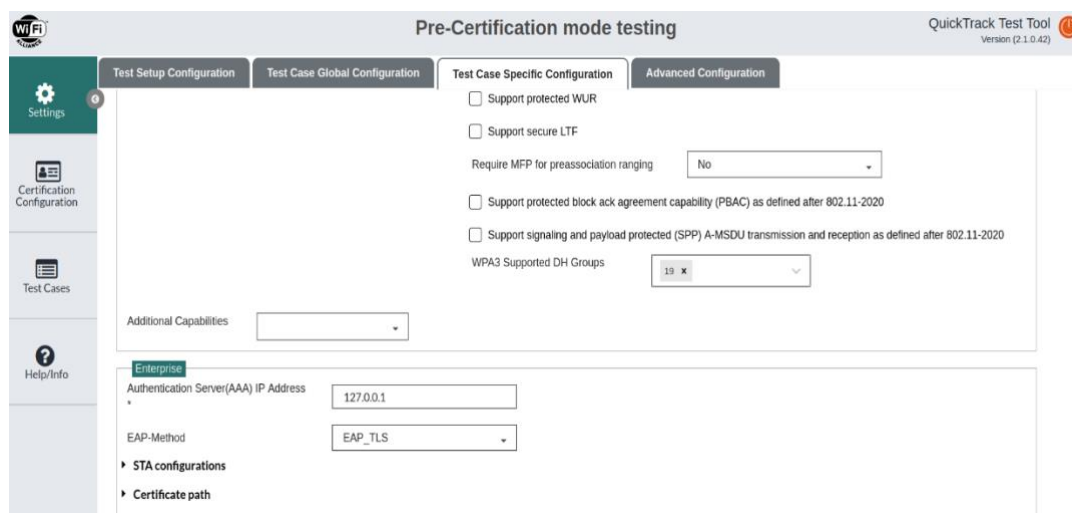 WiFi
ALLIANCE
Pre-Certification mode testing
QuickTrack Test Tool
Version (2.1.0.42)
Test Setup Configuration
Test Case Global Configuration
Test Case Specific Configuration
Advanced Configuration
Settings
Certification
Configuration
Test Cases
Help/Info
Support protected WUR
Support secure LTF
Require MFP for preassociation ranging
No
Support protected block ack agreement capability (PBAC) as defined after 802.11-2020
Support signaling and payload protected (SPP) A-MSDU transmission and reception as defined after 802.11-2020
WPA3 Supported DH Groups
19 x
Additional Capabilities
Enterprise
Authentication Server(AAA) IP Address
*
127.0.0.1
EAP-Method
EAP_TLS
STA configurations
Certificate path